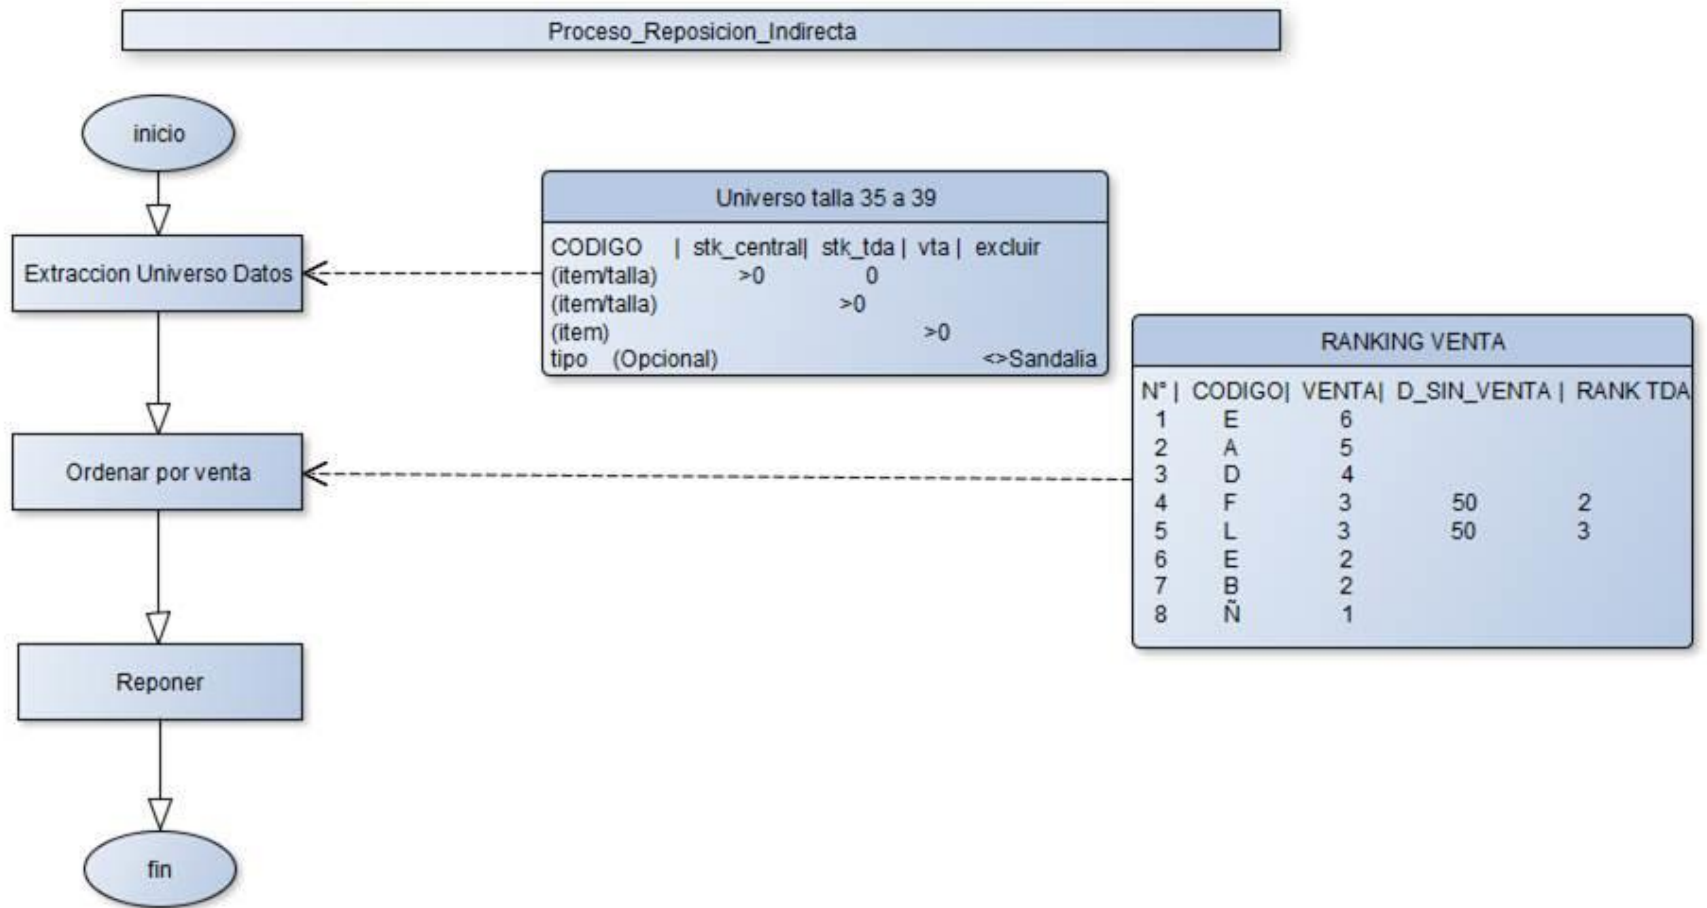 Proceso_Reposicion_Indirecta
inicio
Universo talla 35 a 39
CODIGO | stk_central| stk_tda | vta | excluir
(item/talla) >0 0
(item/talla) >0
(item) >0
tipo (Opcional) <>Sandalia
Extraccion Universo Datos
RANKING VENTA
N° | CODIGO| VENTA| D_SIN_VENTA | RANK TDA
1 E 6
2 A 5
3 D 4
4 F 3 50 2
5 L 3 50 3
6 E 2
7 B 2
8 Ñ 1
Ordenar por venta
Reponer
fin